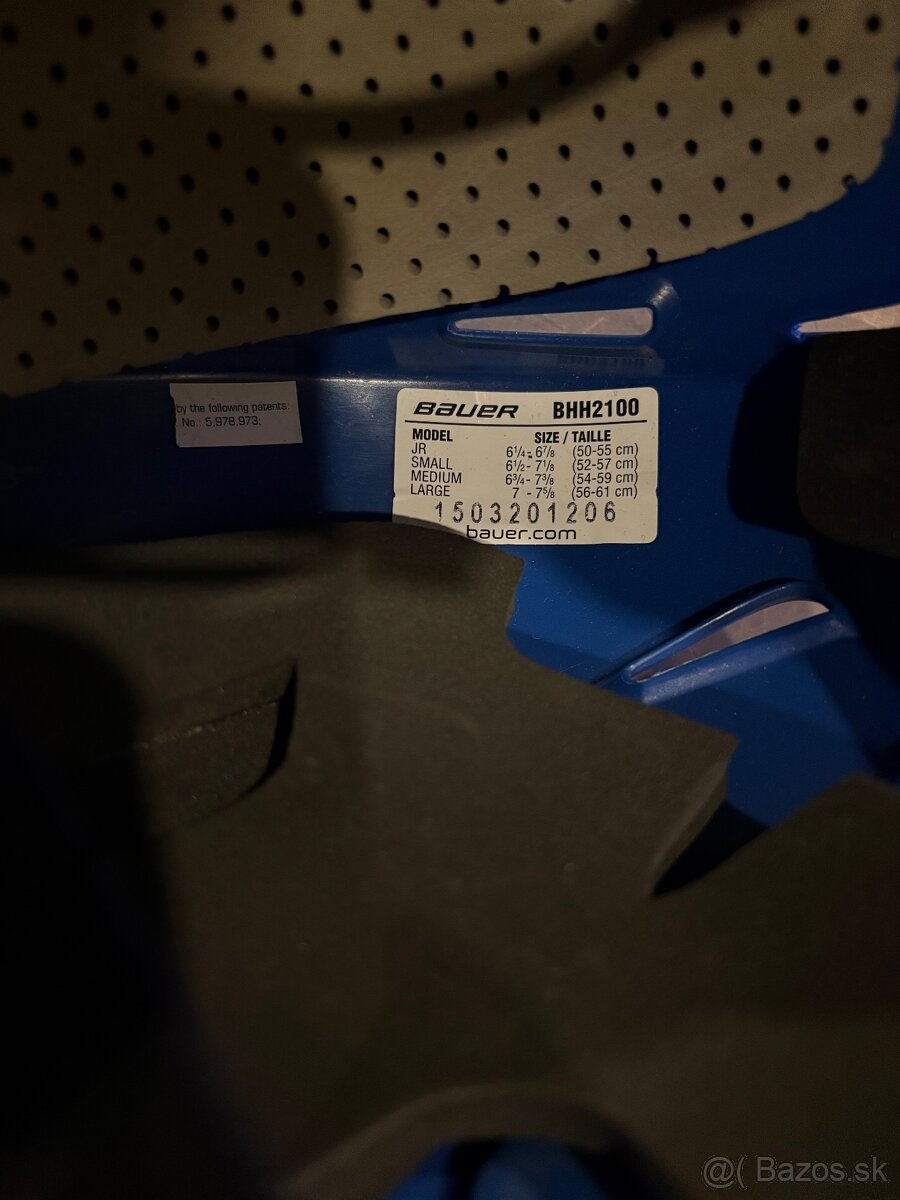 by the following patents:
No.: 5,978,973;
BAUER BHH2100
MODEL SIZE / TAILLE
JR 6¼ - 6⅞ (50-55 cm)
SMALL 6½ - 7⅛ (52-57 cm)
MEDIUM 6¾ - 7⅜ (54-59 cm)
LARGE 7 - 7⅝ (56-61 cm)
1503201206
bauer.com
@( Bazos.sk